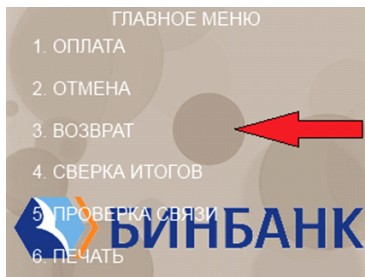 ГЛАВНОЕ МЕНЮ
1. ОПЛАТА
2. ОТМЕНА
3. ВОЗВРАТ
4. СВЕРКА ИТОГОВ
5. ПРОВЕРКА СВЯЗИ
БИНБАНК
6. ПЕЧАТЬ